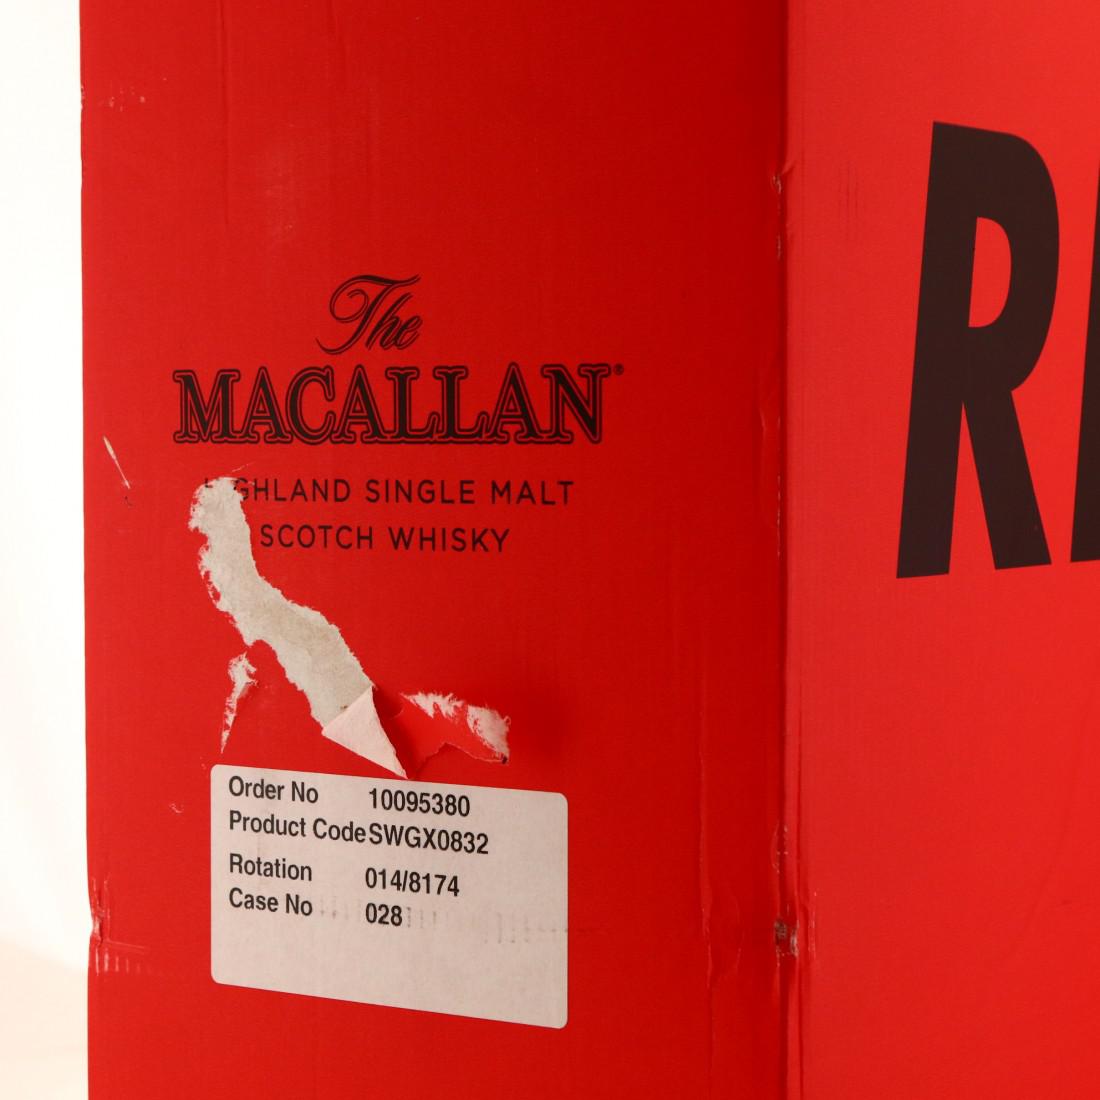 The
MACALLAN®
GHLAND SINGLE MALT
SCOTCH WHISKY
Order No 10095380
Product Code SWGX0832
Rotation 014/8174
Case No 028
R